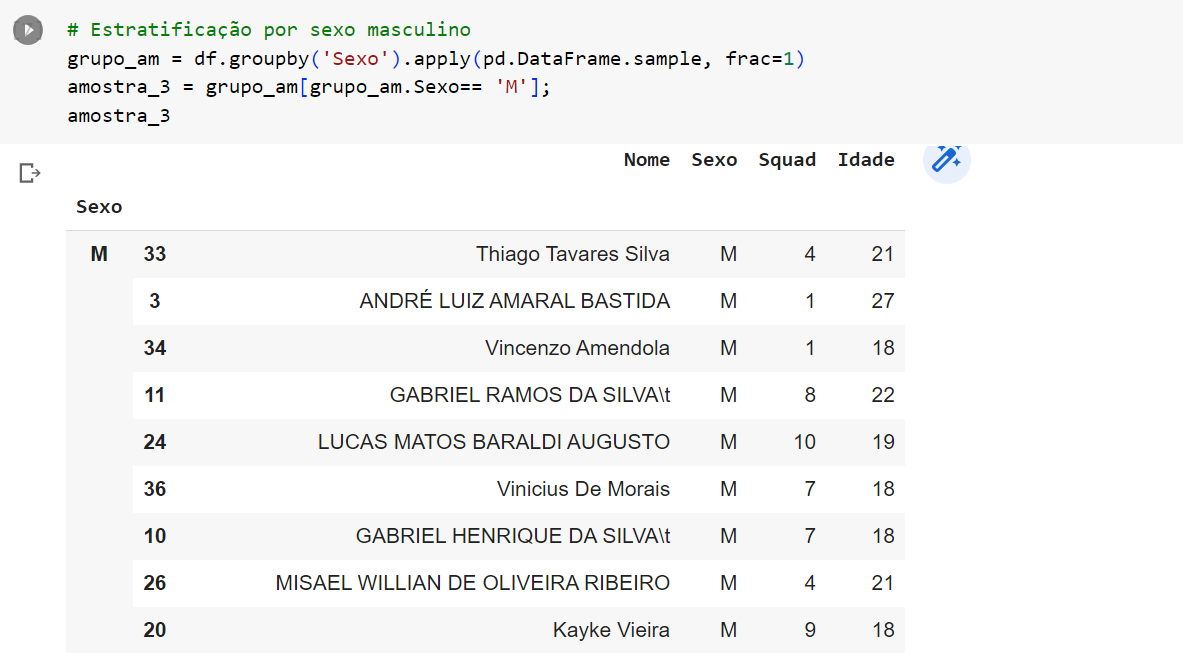 # Estratificação por sexo masculino
grupo_am = df.groupby('Sexo').apply(pd.DataFrame.sample, frac=1)
amostra_3 = grupo_am[grupo_am.Sexo== 'M'];
amostra_3
Nome Sexo Squad Idade
Sexo
M 33 Thiago Tavares Silva M 4 21
3 ANDRÉ LUIZ AMARAL BASTIDA M 1 27
34 Vincenzo Amendola M 1 18
11 GABRIEL RAMOS DA SILVA\t M 8 22
24 LUCAS MATOS BARALDI AUGUSTO M 10 19
36 Vinicius De Morais M 7 18
10 GABRIEL HENRIQUE DA SILVA\t M 7 18
26 MISAEL WILLIAN DE OLIVEIRA RIBEIRO M 4 21
20 Kayke Vieira M 9 18